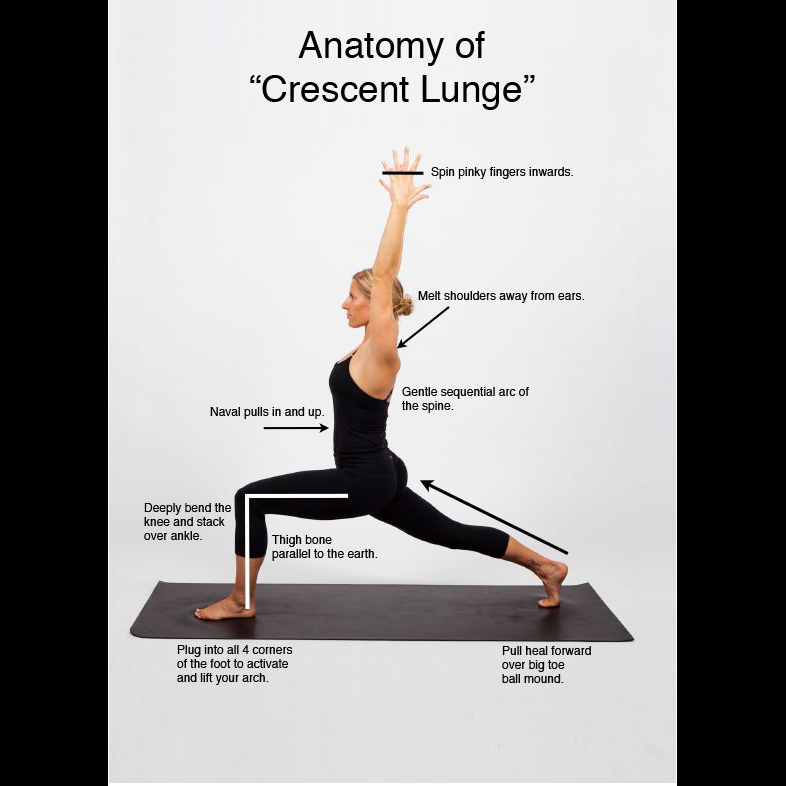 Anatomy of
“Crescent Lunge”
Spin pinky fingers inwards.
Melt shoulders away from ears.
Gentle sequential arc of
the spine.
Naval pulls in and up.
Deeply bend the
knee and stack
over ankle.
Thigh bone
parallel to the earth.
Plug into all 4 corners
of the foot to activate
and lift your arch.
Pull heal forward
over big toe
ball mound.